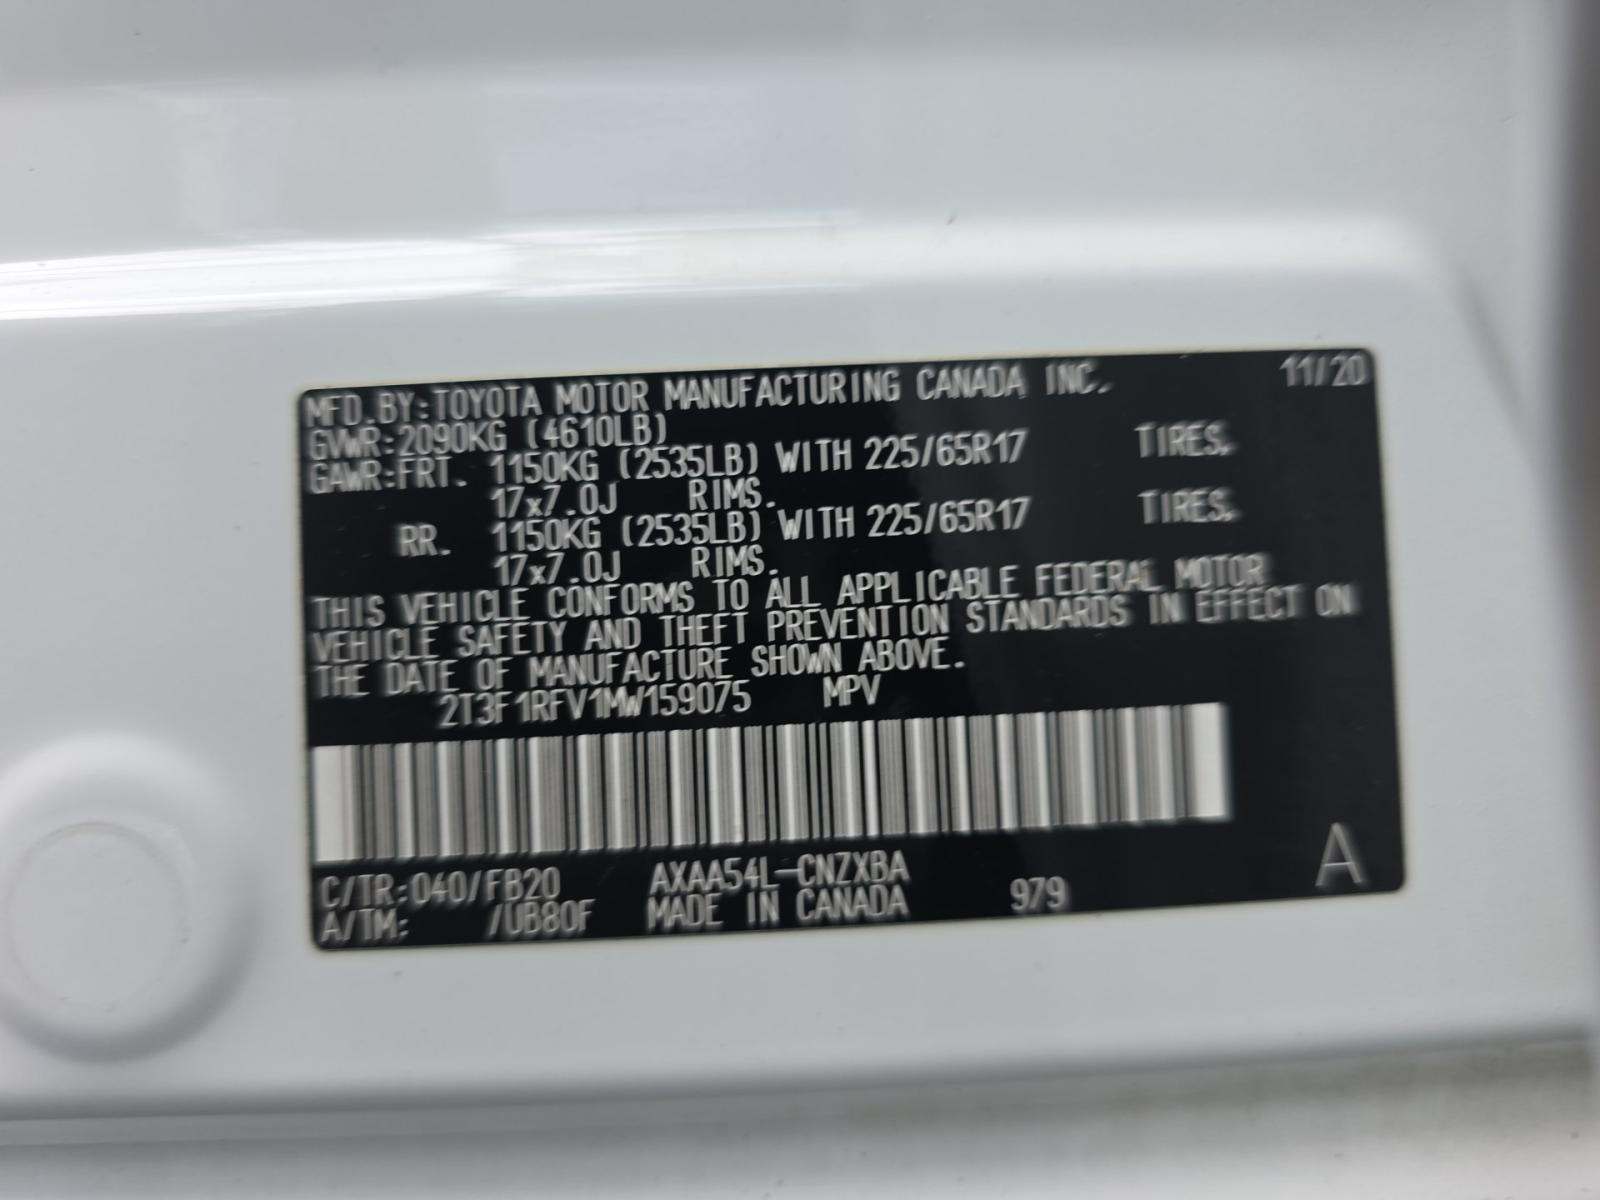 MFD.BY:TOYOTA MOTOR MANUFACTURING CANADA INC. 11/20
GVWR:2090KG (4610LB)
GAWR:FRT. 1150KG (2535LB) WITH 225/65R17 TIRES.
17x7.0J RIMS.
RR. 1150KG (2535LB) WITH 225/65R17 TIRES.
17x7.0J RIMS.
THIS VEHICLE CONFORMS TO ALL APPLICABLE FEDERAL MOTOR
VEHICLE SAFETY AND THEFT PREVENTION STANDARDS IN EFFECT ON
THE DATE OF MANUFACTURE SHOWN ABOVE.
2T3F1RFV1MW159075 MPV
C/TR:040/FB20 AXAA54L-CNZXBA
A/TM: /UB80F MADE IN CANADA 979 A